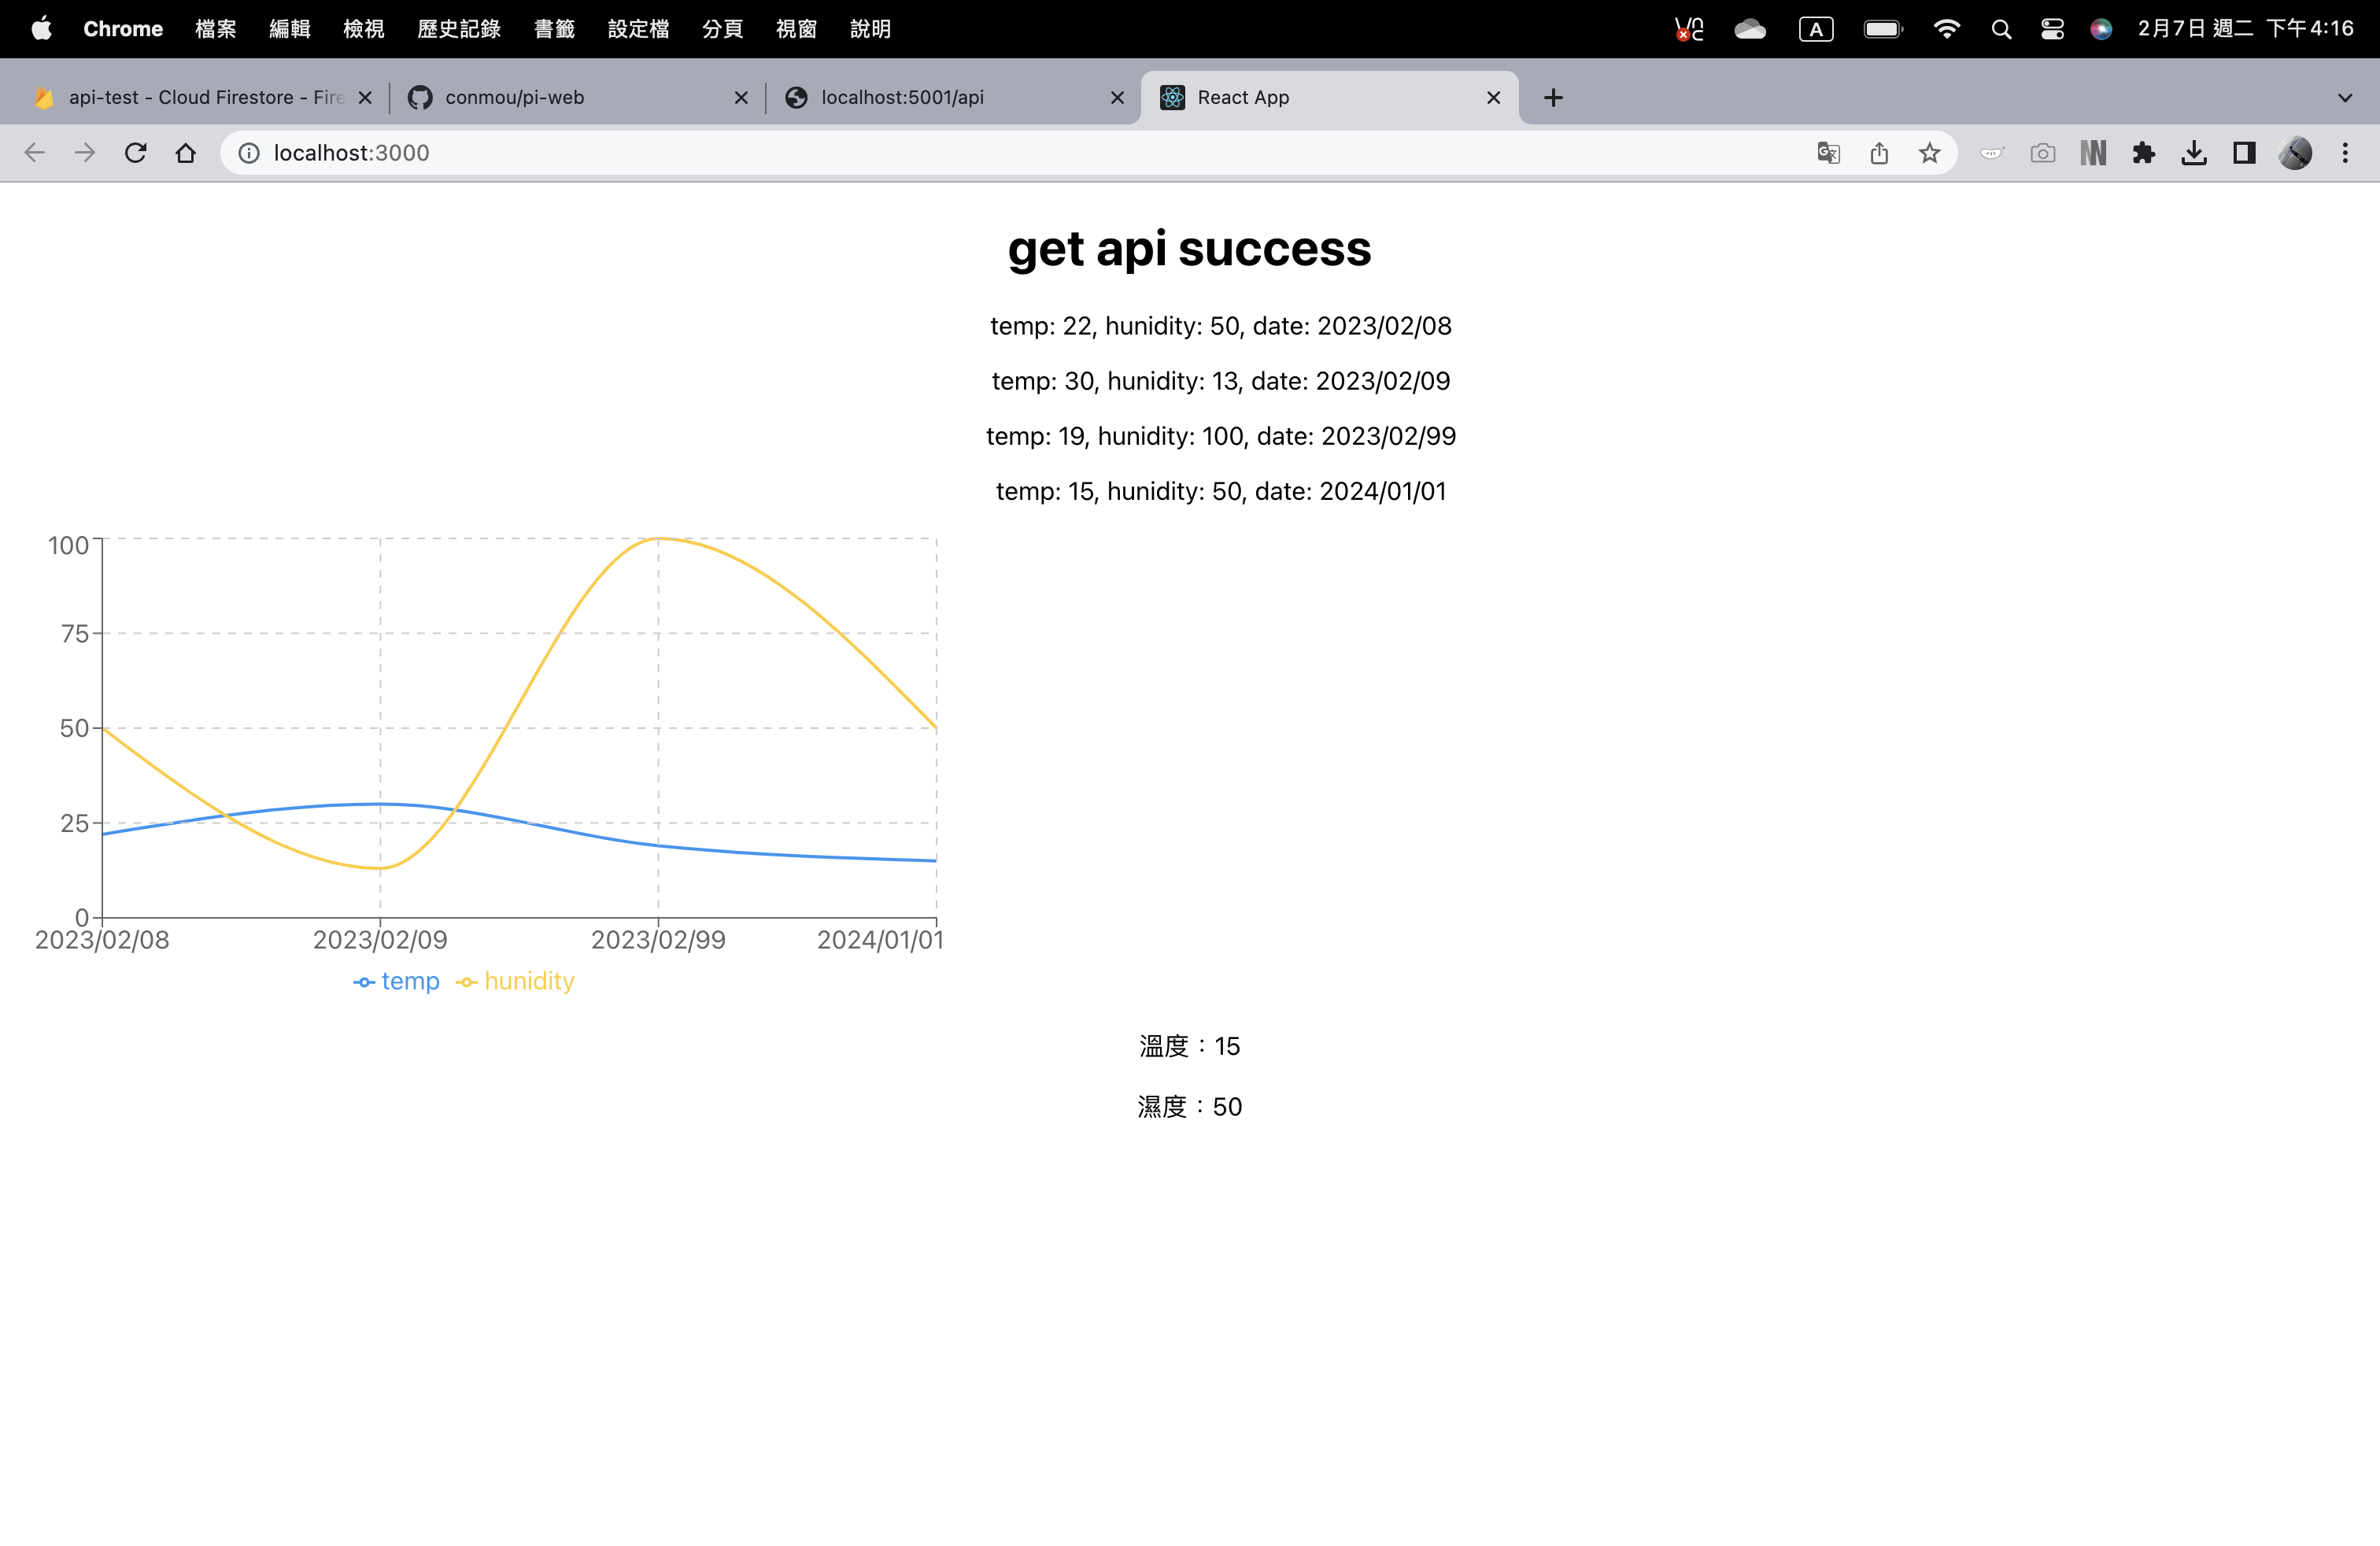 Chrome 檔案 編輯 檢視 歷史記錄 書籤 設定檔 分頁 視窗 說明 A 2月7日 週二 下午4:16
api-test - Cloud Firestore - Fire conmou/pi-web localhost:5001/api React App
localhost:3000
get api success
temp: 22, hunidity: 50, date: 2023/02/08
temp: 30, hunidity: 13, date: 2023/02/09
temp: 19, hunidity: 100, date: 2023/02/99
temp: 15, hunidity: 50, date: 2024/01/01
100
75
50
25
0
2023/02/08 2023/02/09 2023/02/99 2024/01/01
temp hunidity
溫度：15
濕度：50